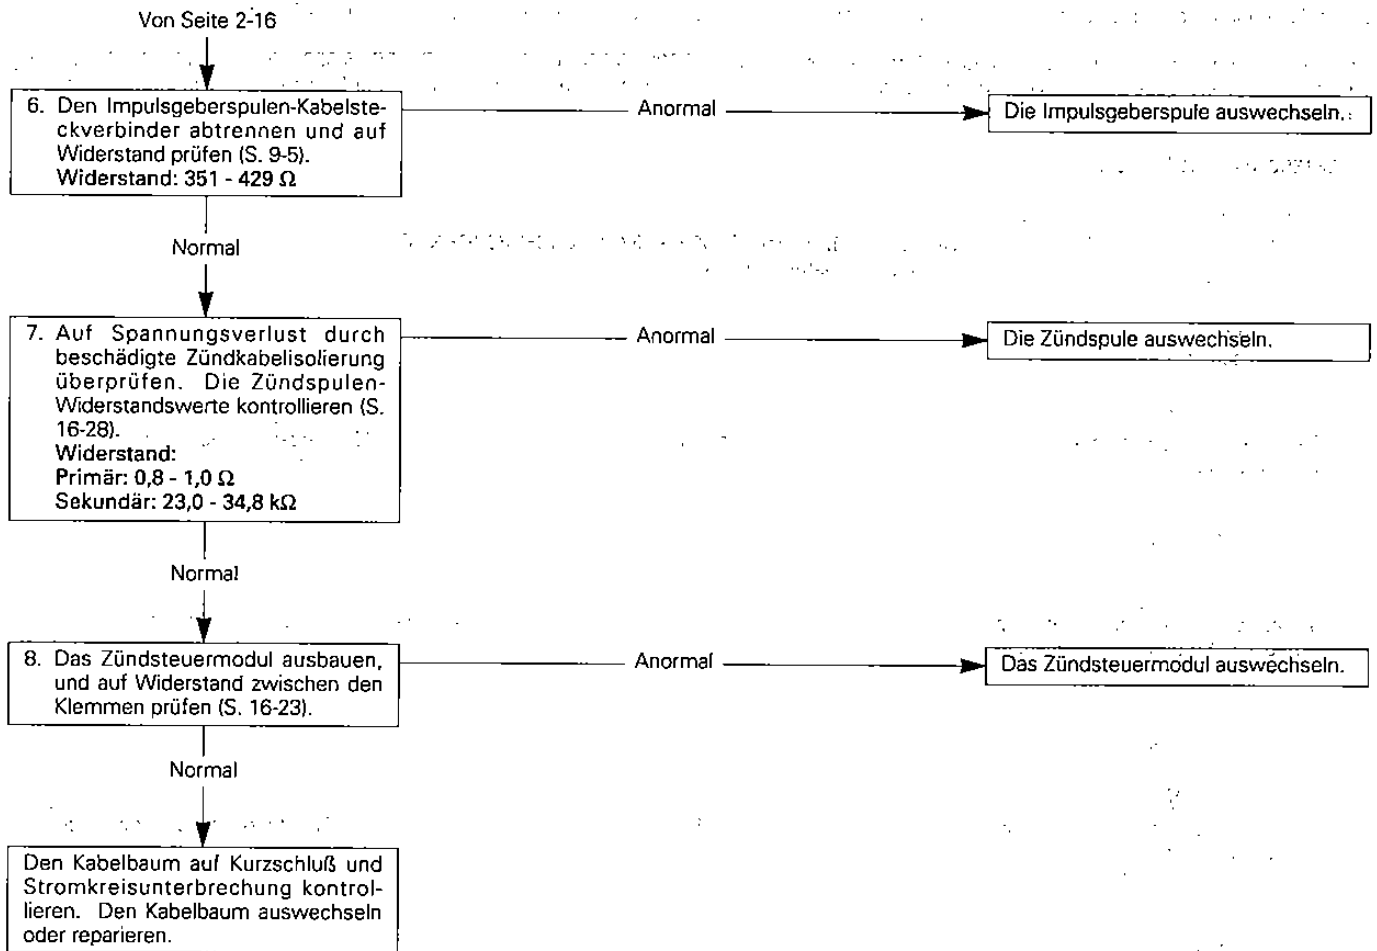 Von Seite 2-16
6. Den Impulsgeberspulen-Kabelste-
ckverbinder abtrennen und auf
Widerstand prüfen (S. 9-5).
Widerstand: 351 - 429 Ω
Anormal
Die Impulsgeberspule auswechseln.
Normal
7. Auf Spannungsverlust durch
beschädigte Zündkabelisolierung
überprüfen. Die Zündspulen-
Widerstandswerte kontrollieren (S.
16-28).
Widerstand:
Primär: 0,8 - 1,0 Ω
Sekundär: 23,0 - 34,8 kΩ
Anormal
Die Zündspule auswechseln.
Normal
8. Das Zündsteuermodul ausbauen,
und auf Widerstand zwischen den
Klemmen prüfen (S. 16-23).
Anormal
Das Zündsteuermodul auswechseln.
Normal
Den Kabelbaum auf Kurzschluß und
Stromkreisunterbrechung kontrol-
lieren. Den Kabelbaum auswechseln
oder reparieren.